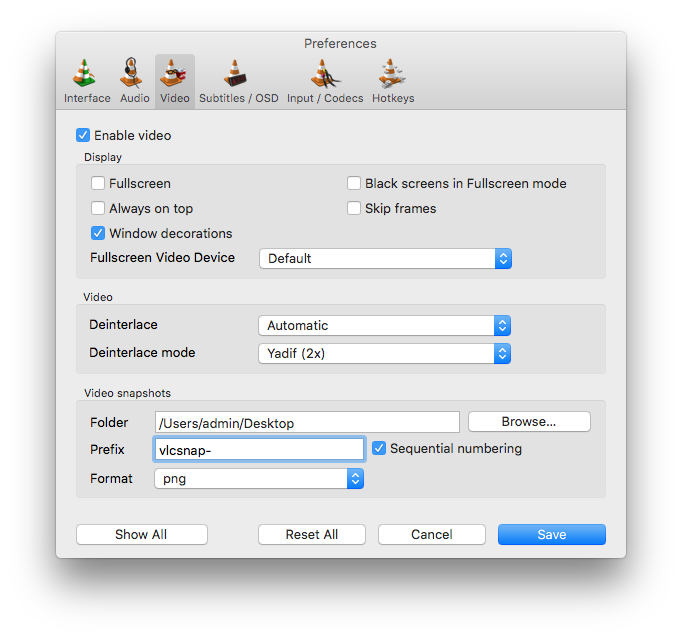 Preferences
Interface Audio Video Subtitles / OSD Input / Codecs Hotkeys
Enable video
Display
Fullscreen Black screens in Fullscreen mode
Always on top Skip frames
Window decorations
Fullscreen Video Device Default
Video
Deinterlace Automatic
Deinterlace mode Yadif (2x)
Video snapshots
Folder /Users/admin/Desktop Browse...
Prefix vlcsnap- Sequential numbering
Format png
Show All Reset All Cancel Save